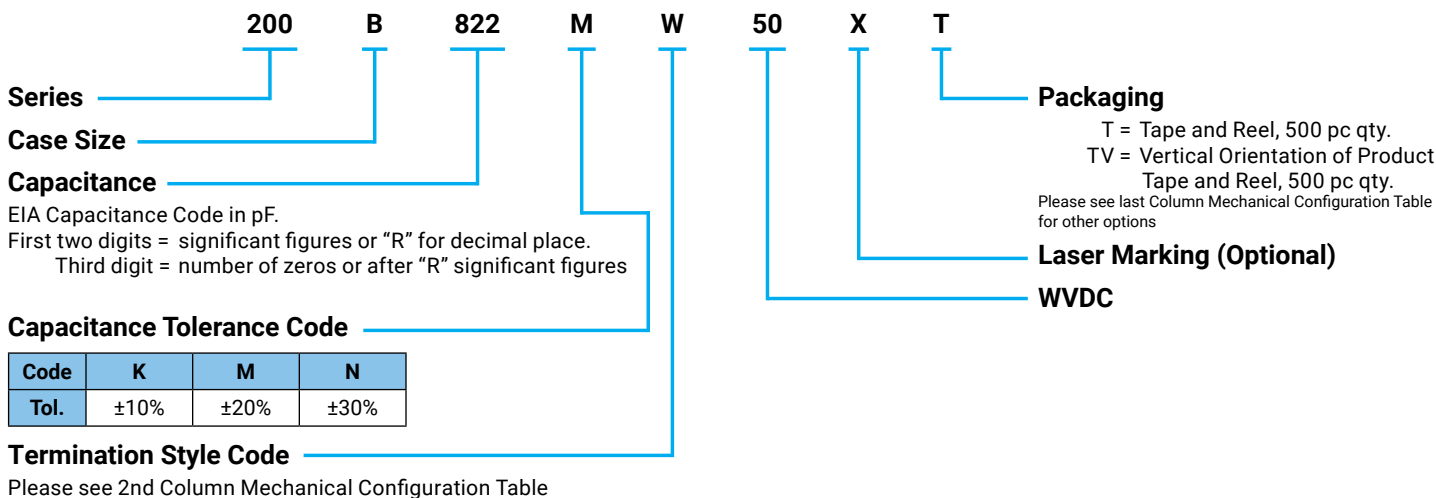 200 B 822 M W 50 X T
Series
Case Size
Capacitance
EIA Capacitance Code in pF.
First two digits = significant figures or “R” for decimal place.
Third digit = number of zeros or after “R” significant figures
Capacitance Tolerance Code
Code K M N
Tol. ±10% ±20% ±30%
Termination Style Code
Please see 2nd Column Mechanical Configuration Table
Packaging
T = Tape and Reel, 500 pc qty.
TV = Vertical Orientation of Product
Tape and Reel, 500 pc qty.
Please see last Column Mechanical Configuration Table
for other options
Laser Marking (Optional)
WVDC